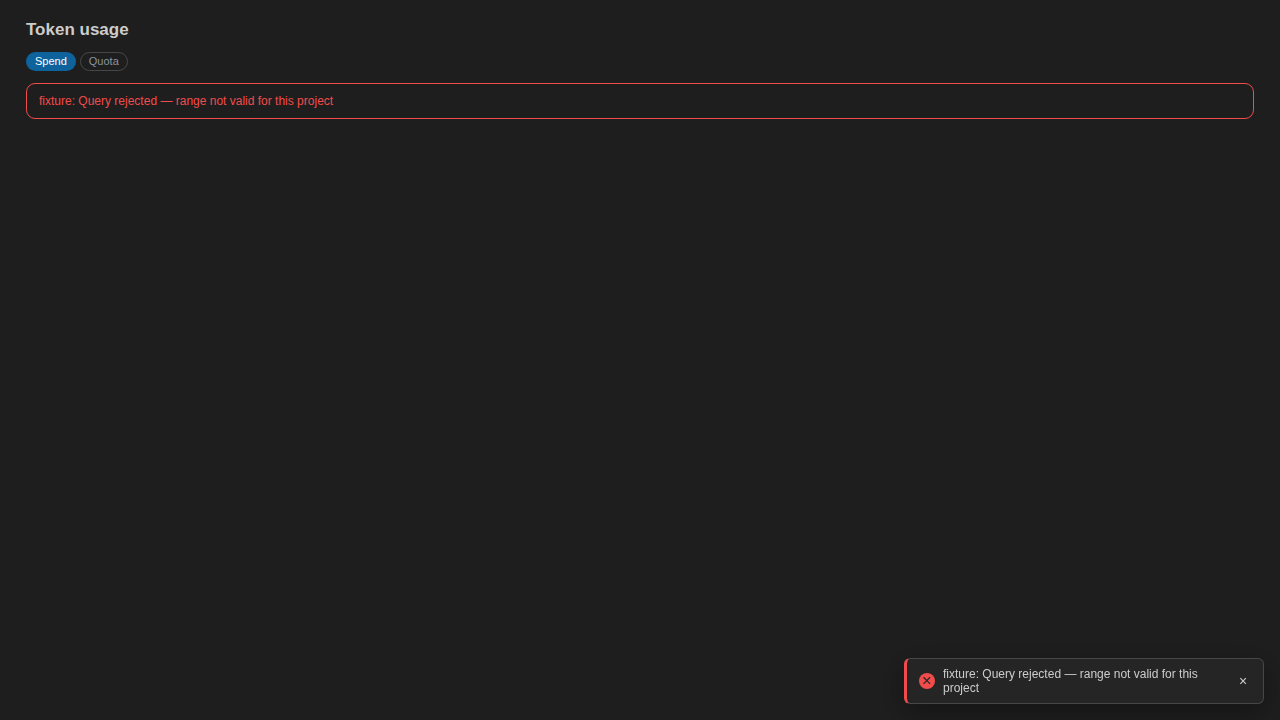 Token usage
Spend
Quota
fixture: Query rejected — range not valid for this project
fixture: Query rejected — range not valid for this
project
×